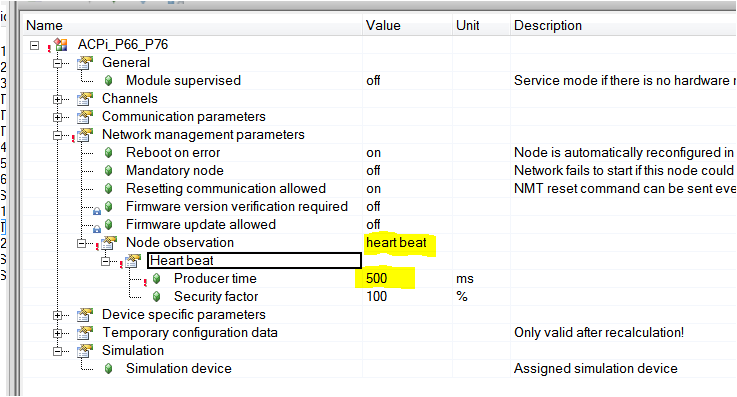 Name Value Unit Description
ACPi_P66_P76
General
Module supervised off Service mode if there is no hardware
Channels
Communication parameters
Network management parameters
Reboot on error on Node is automatically reconfigured in
Mandatory node off Network fails to start if this node could
Resetting communication allowed on NMT reset command can be sent eve
Firmware version verification required off
Firmware update allowed off
Node observation heart beat
Heart beat
Producer time 500 ms
Security factor 100 %
Device specific parameters
Temporary configuration data Only valid after recalculation!
Simulation
Simulation device Assigned simulation device